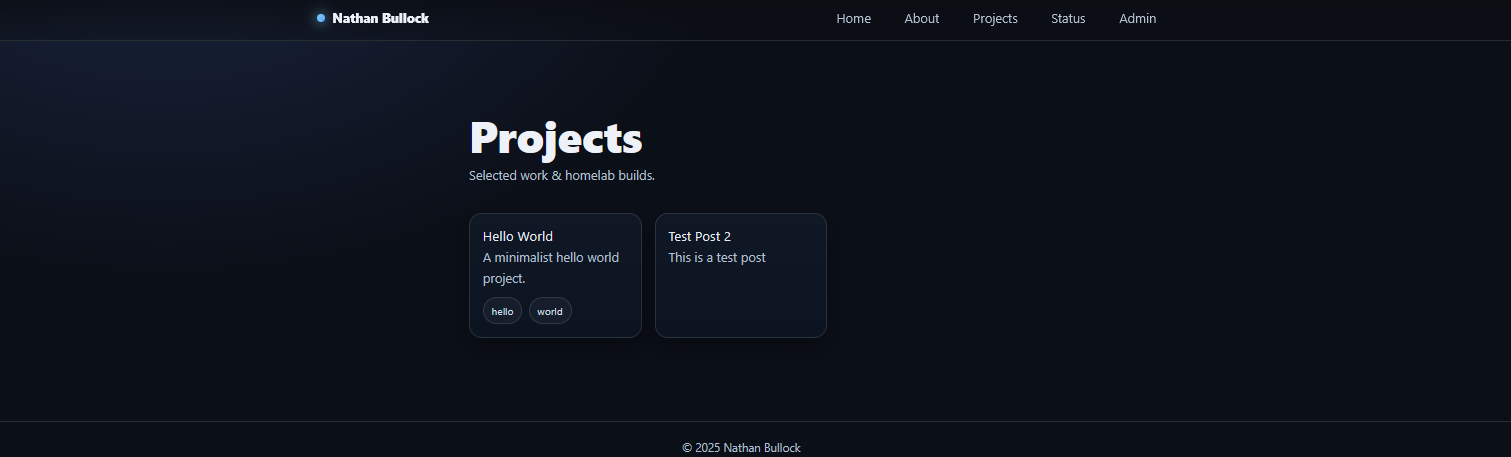 Nathan Bullock
Home About Projects Status Admin
Projects
Selected work & homelab builds.
Hello World
A minimalist hello world
project.
hello world
Test Post 2
This is a test post
© 2025 Nathan Bullock